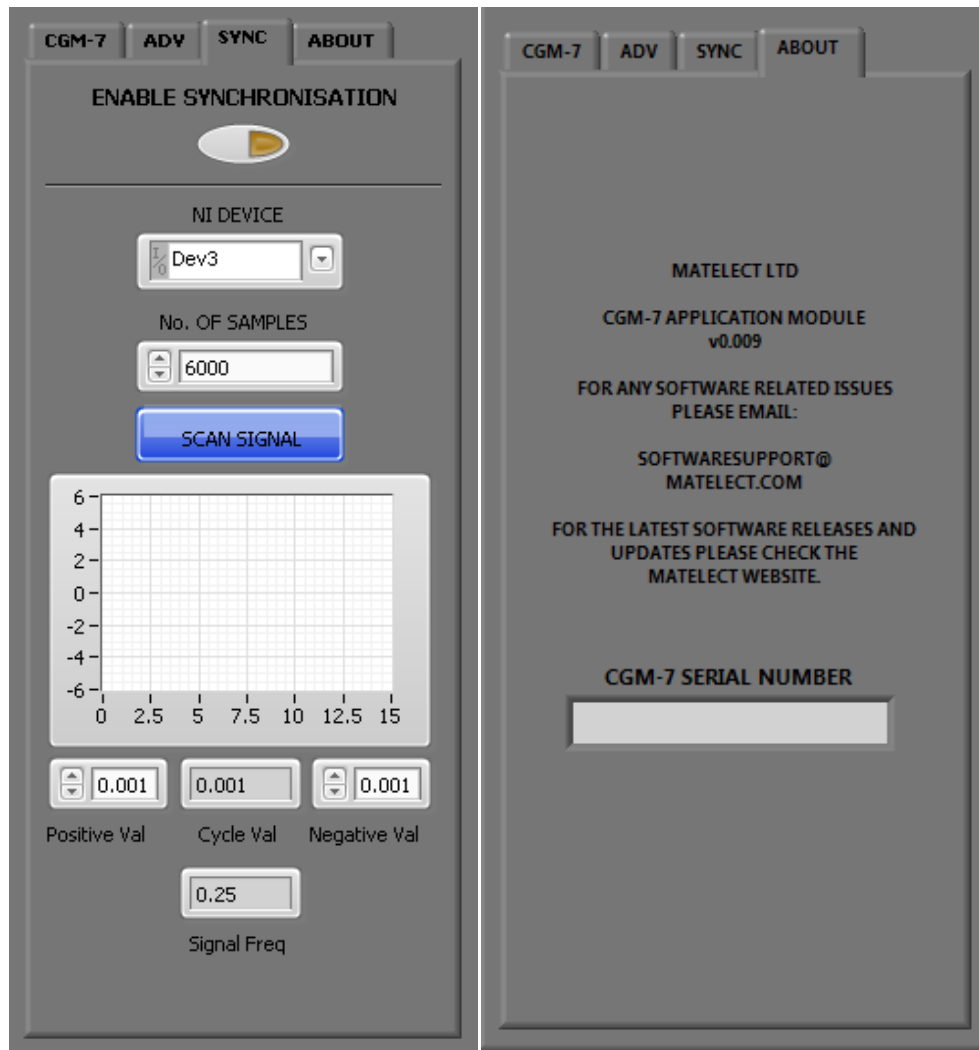 CGM-7 ADV SYNC ABOUT
ENABLE SYNCHRONISATION
NI DEVICE
I/O Dev3
No. OF SAMPLES
6000
SCAN SIGNAL
6
4
2
0
-2
-4
-6
0 2.5 5 7.5 10 12.5 15
0.001 0.001 0.001
Positive Val Cycle Val Negative Val
0.25
Signal Freq
CGM-7 ADV SYNC ABOUT
MATELECT LTD
CGM-7 APPLICATION MODULE
v0.009
FOR ANY SOFTWARE RELATED ISSUES
PLEASE EMAIL:
SOFTWARESUPPORT@
MATELECT.COM
FOR THE LATEST SOFTWARE RELEASES AND
UPDATES PLEASE CHECK THE
MATELECT WEBSITE.
CGM-7 SERIAL NUMBER